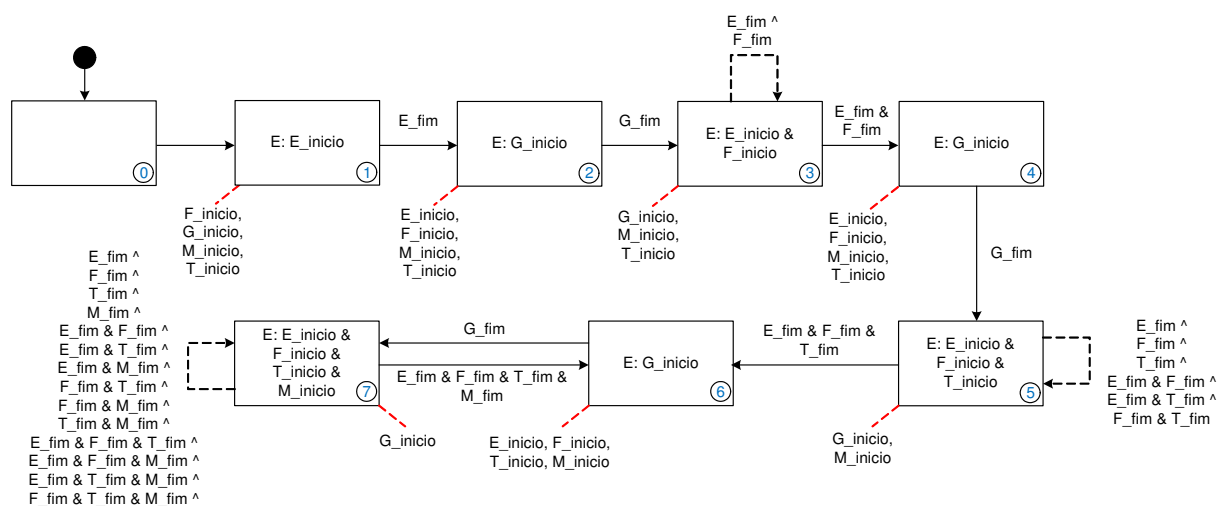 E_fim ^
F_fim
E_fim
G_fim
E_fim &
F_fim
E: E_inicio
E: G_inicio
E: E_inicio &
F_inicio
E: G_inicio
0
1
2
3
4
F_inicio,
G_inicio,
M_inicio,
T_inicio
E_inicio,
F_inicio,
M_inicio,
T_inicio
G_inicio,
M_inicio,
T_inicio
E_inicio,
F_inicio,
M_inicio,
T_inicio
G_fim
E_fim ^
F_fim ^
T_fim ^
M_fim ^
E_fim & F_fim ^
E_fim & T_fim ^
E_fim & M_fim ^
F_fim & T_fim ^
F_fim & M_fim ^
T_fim & M_fim ^
E_fim & F_fim & T_fim ^
E_fim & F_fim & M_fim ^
E_fim & T_fim & M_fim ^
F_fim & T_fim & M_fim ^
E: E_inicio &
F_inicio &
T_inicio &
M_inicio
7
G_fim
E_fim & F_fim & T_fim &
M_fim
E: G_inicio
6
E_fim & F_fim &
T_fim
E: E_inicio &
F_inicio &
T_inicio
5
E_fim ^
F_fim ^
T_fim ^
E_fim & F_fim ^
E_fim & T_fim ^
F_fim & T_fim
G_inicio
E_inicio, F_inicio,
T_inicio, M_inicio
G_inicio,
M_inicio